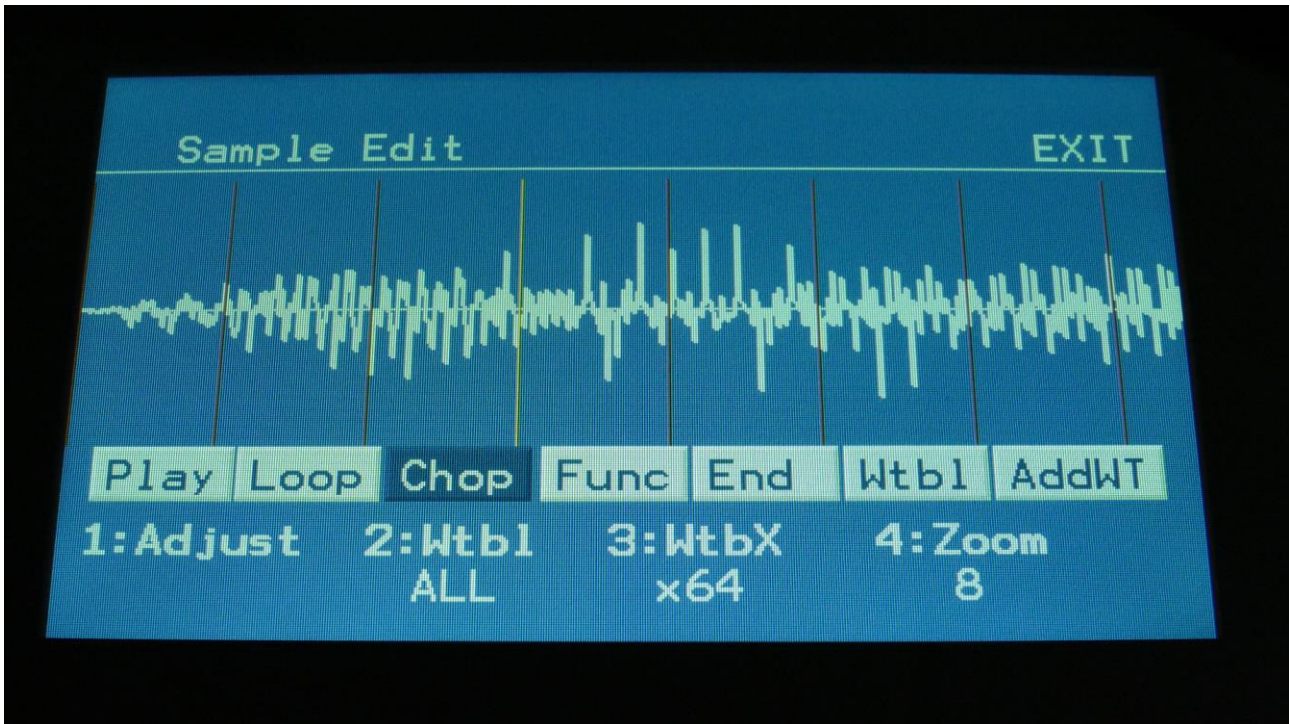 Sample Edit EXIT
Play Loop Chop Func End Wtbl AddWT
1:Adjust 2:Wtbl 3:WtbX 4:Zoom
ALL x64 8